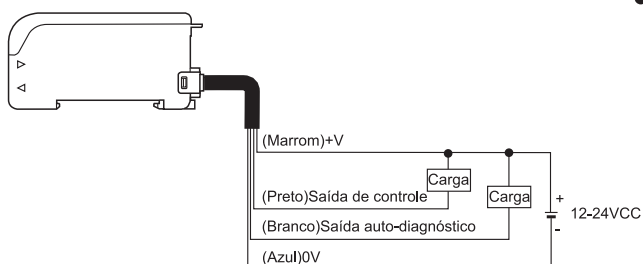 (Marrom)+V
Carga
(Preto)Saída de controle
Carga
+
12-24VCC
(Branco)Saída auto-diagnóstico
-
(Azul)0V